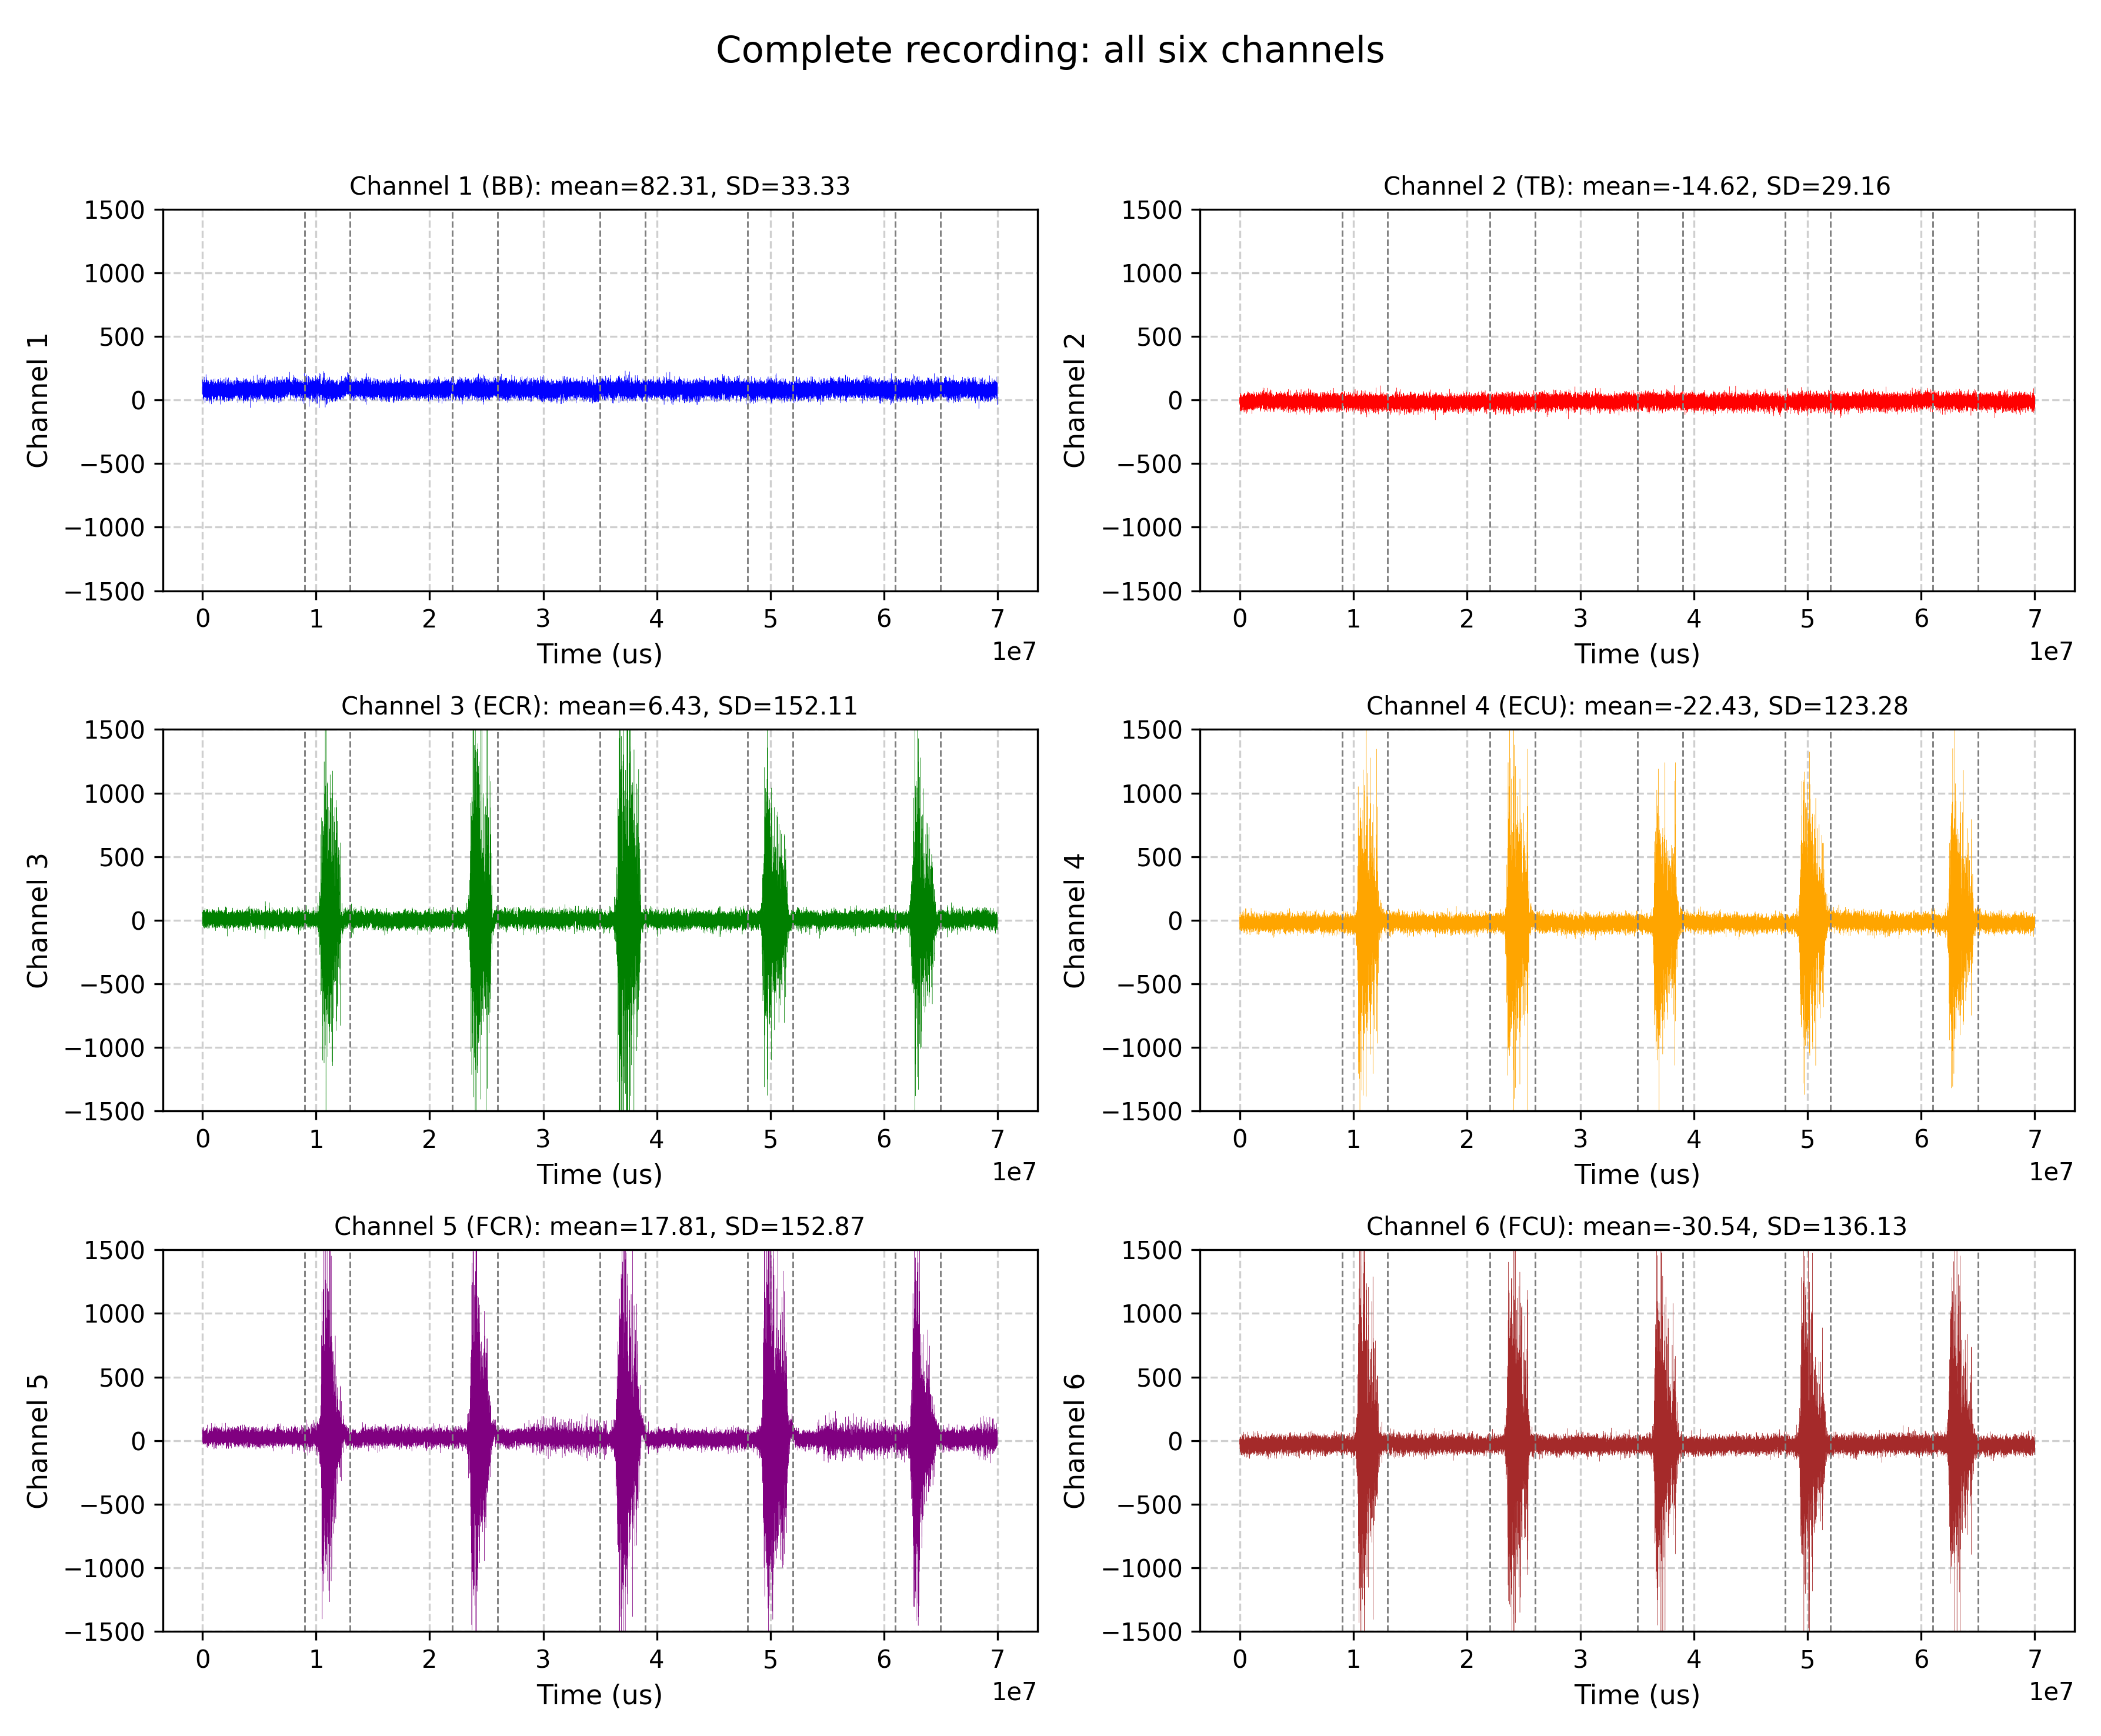 Complete recording: all six channels
Channel 1 (BB): mean=82.31, SD=33.33
1500
1000
500
0
−500
−1000
−1500
Channel 1
0 1 2 3 4 5 6 7
Time (us)
1e7
Channel 2 (TB): mean=-14.62, SD=29.16
1500
1000
500
0
−500
−1000
−1500
Channel 2
0 1 2 3 4 5 6 7
Time (us)
1e7
Channel 3 (ECR): mean=6.43, SD=152.11
1500
1000
500
0
−500
−1000
−1500
Channel 3
0 1 2 3 4 5 6 7
Time (us)
1e7
Channel 4 (ECU): mean=-22.43, SD=123.28
1500
1000
500
0
−500
−1000
−1500
Channel 4
0 1 2 3 4 5 6 7
Time (us)
1e7
Channel 5 (FCR): mean=17.81, SD=152.87
1500
1000
500
0
−500
−1000
−1500
Channel 5
0 1 2 3 4 5 6 7
Time (us)
1e7
Channel 6 (FCU): mean=-30.54, SD=136.13
1500
1000
500
0
−500
−1000
−1500
Channel 6
0 1 2 3 4 5 6 7
Time (us)
1e7